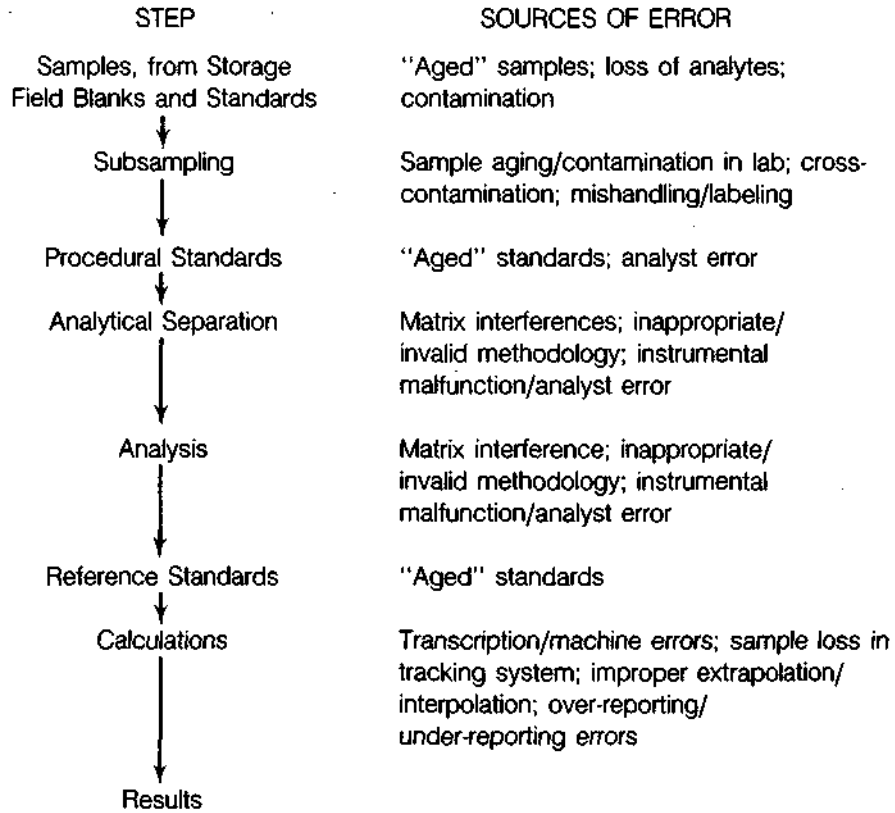 STEP SOURCES OF ERROR
Samples, from Storage "Aged" samples; loss of analytes;
Field Blanks and Standards contamination
Subsampling Sample aging/contamination in lab; cross-
contamination; mishandling/labeling
Procedural Standards "Aged" standards; analyst error
Analytical Separation Matrix interferences; inappropriate/
invalid methodology; instrumental
malfunction/analyst error
Analysis Matrix interference; inappropriate/
invalid methodology; instrumental
malfunction/analyst error
Reference Standards "Aged" standards
Calculations Transcription/machine errors; sample loss in
tracking system; improper extrapolation/
interpolation; over-reporting/
under-reporting errors
Results